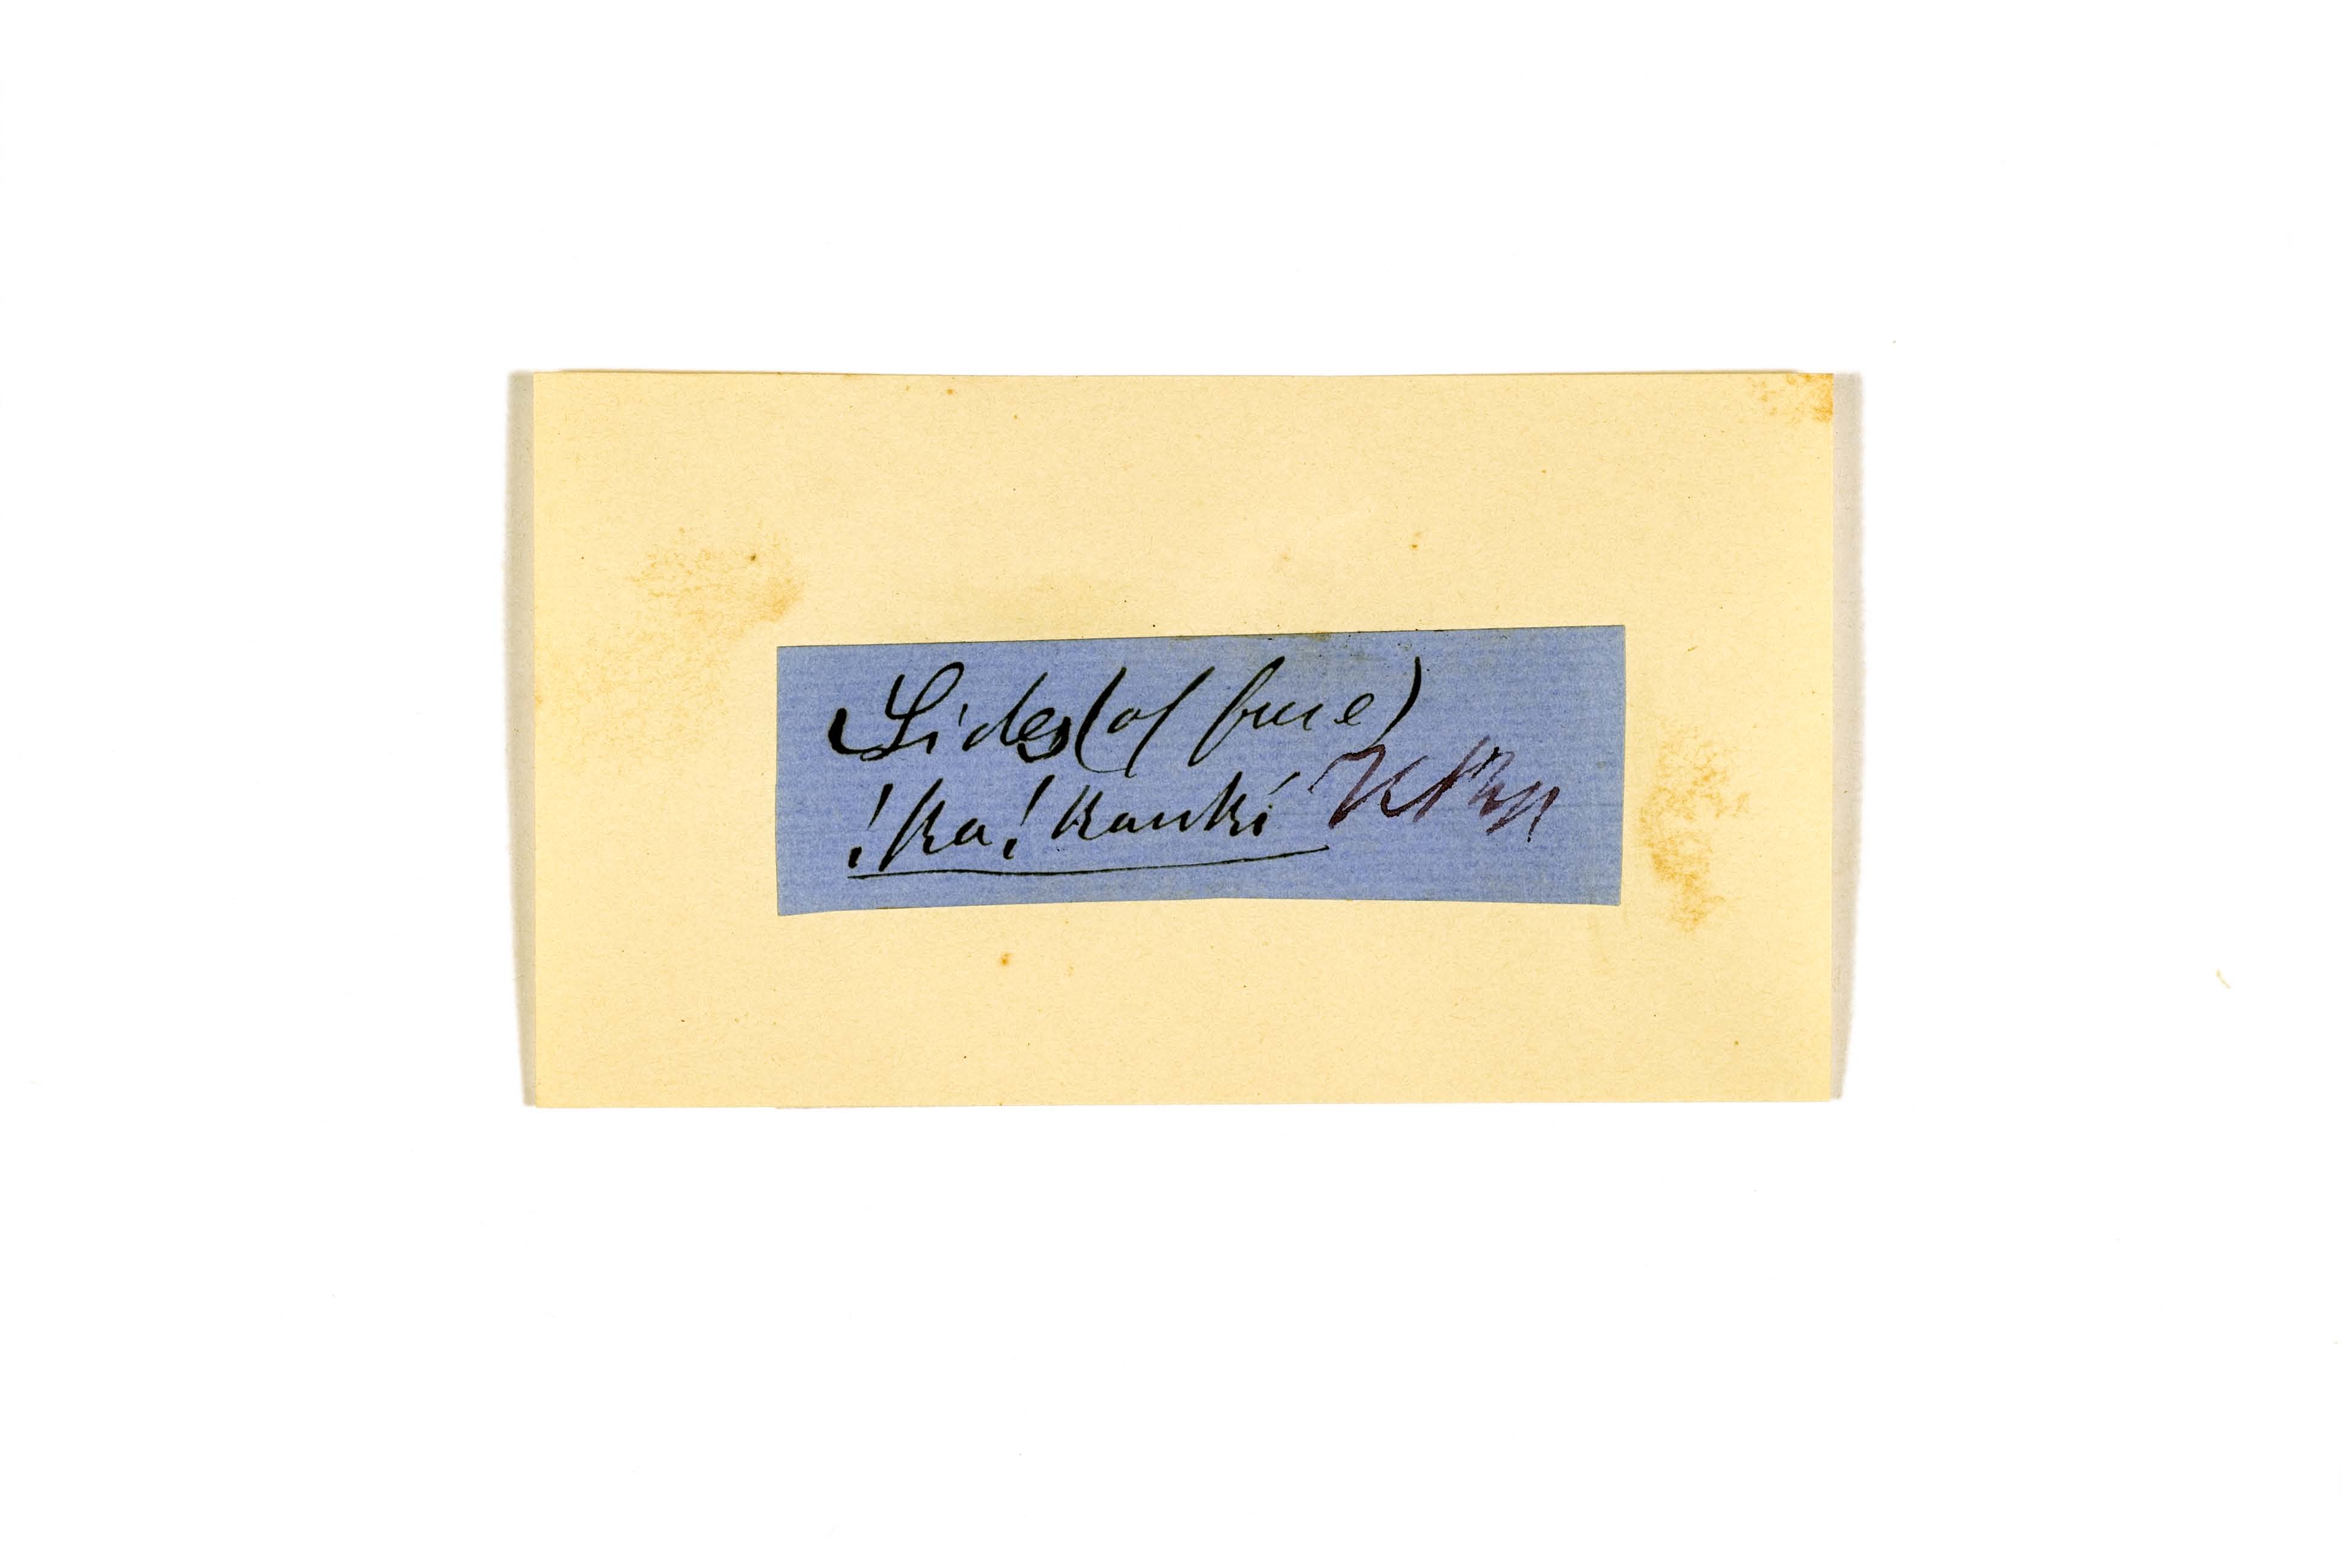 Sides (of face)
!ka!kauki